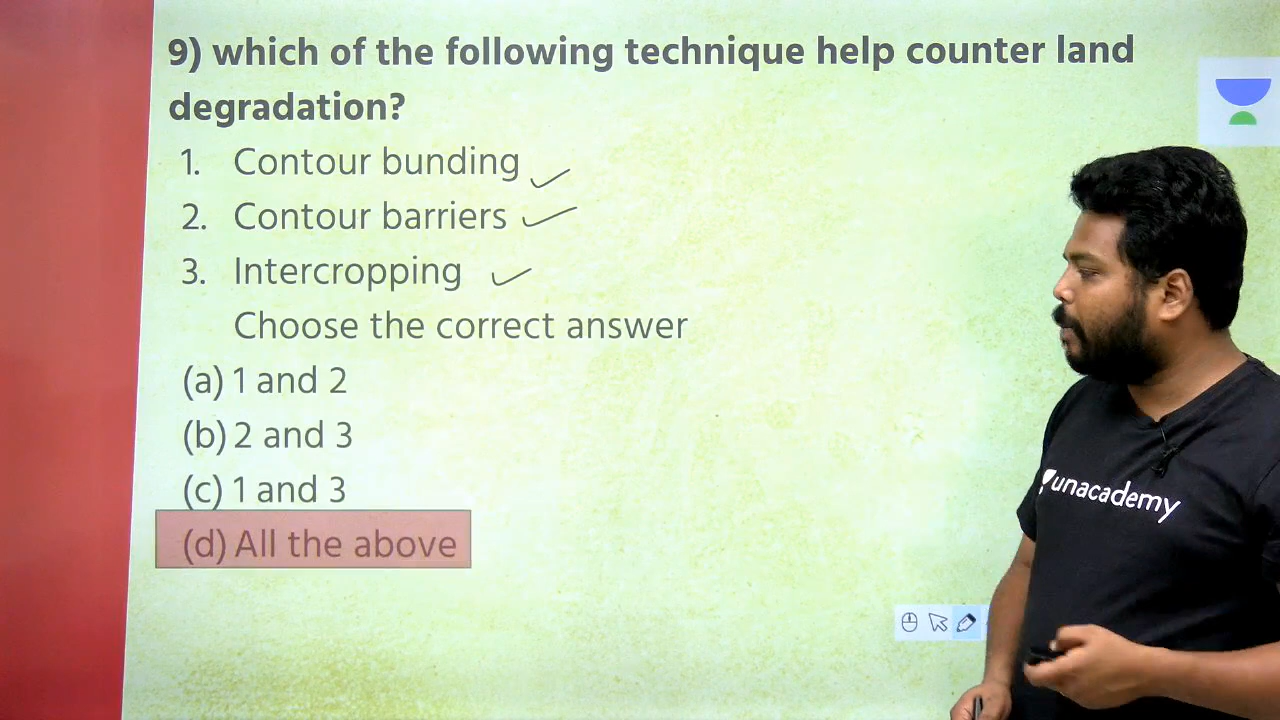 9) which of the following technique help counter land
degradation?
1. Contour bunding
2. Contour barriers
3. Intercropping
Choose the correct answer
(a) 1 and 2
(b) 2 and 3
(c) 1 and 3
(d) All the above
unacademy